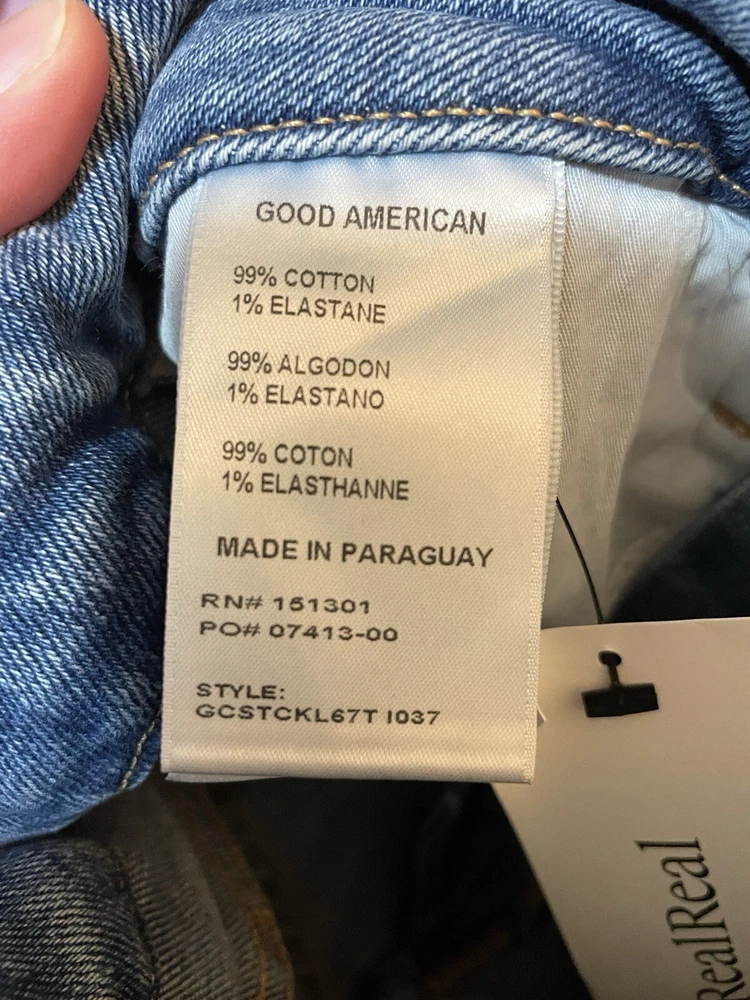 GOOD AMERICAN
99% COTTON
1% ELASTANE
99% ALGODON
1% ELASTANO
99% COTON
1% ELASTHANNE
MADE IN PARAGUAY
RN# 151301
PO# 07413-00
STYLE:
GCSTCKL67T I037
RealReal